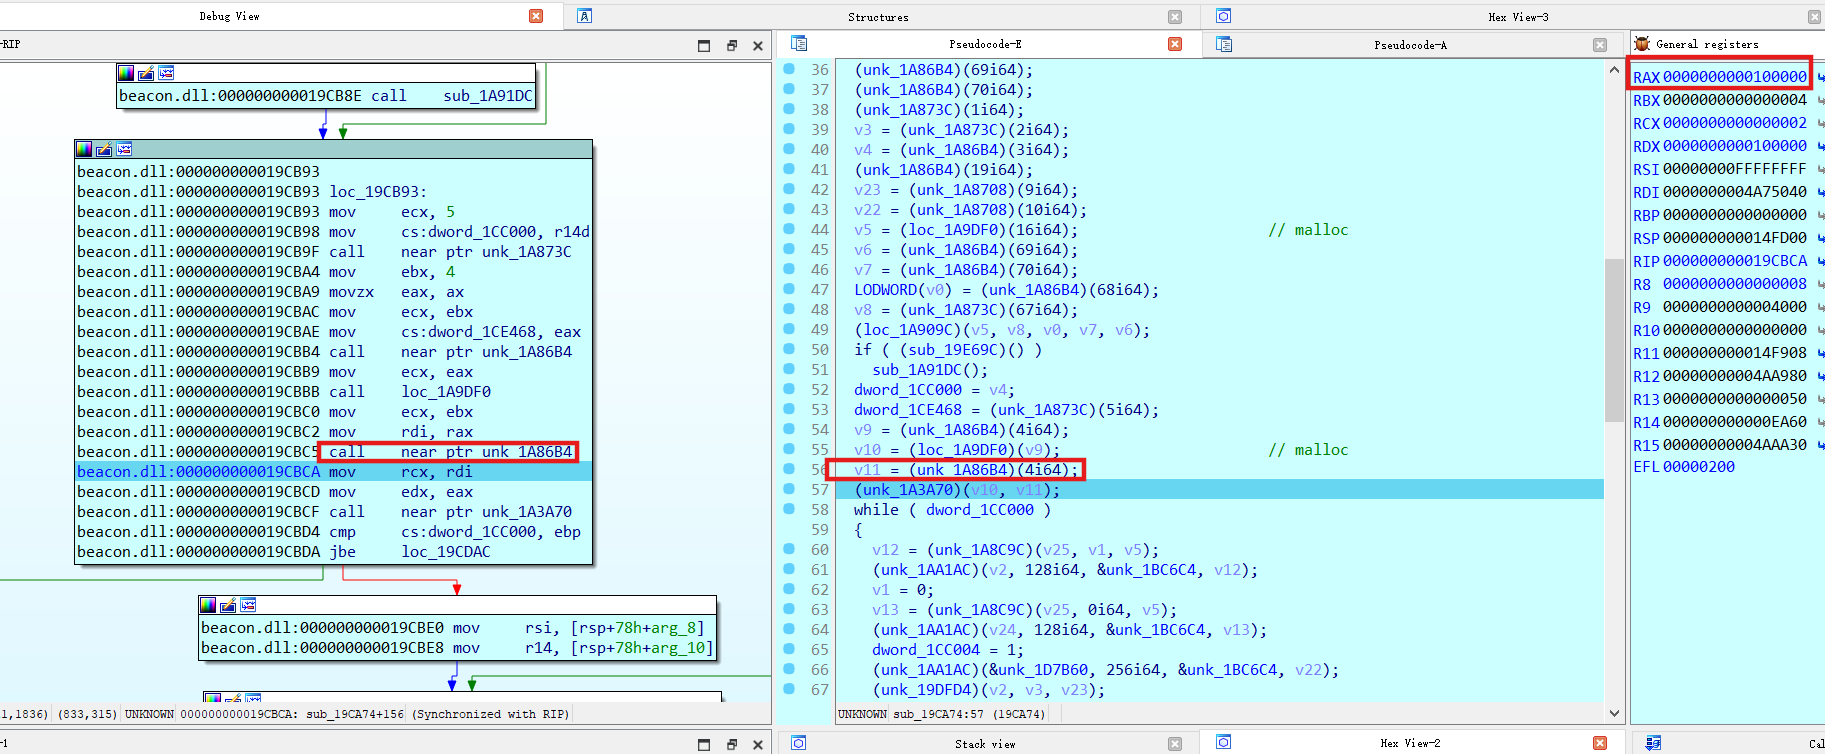 Debug View
Structures
Hex View-3
-RIP
Pseudocode-E
Pseudocode-A
General registers
beacon.dll:000000000019CB8E call sub_1A91DC
beacon.dll:000000000019CB93
beacon.dll:000000000019CB93 loc_19CB93:
beacon.dll:000000000019CB93 mov ecx, 5
beacon.dll:000000000019CB98 mov cs:dword_1CC000, r14d
beacon.dll:000000000019CB9F call near ptr unk_1A873C
beacon.dll:000000000019CBA4 mov ebx, 4
beacon.dll:000000000019CBA9 movzx eax, ax
beacon.dll:000000000019CBAC mov ecx, ebx
beacon.dll:000000000019CBAE mov cs:dword_1CE468, eax
beacon.dll:000000000019CBB4 call near ptr unk_1A86B4
beacon.dll:000000000019CBB9 mov ecx, eax
beacon.dll:000000000019CBBB call loc_1A9DF0
beacon.dll:000000000019CBC0 mov ecx, ebx
beacon.dll:000000000019CBC2 mov rdi, rax
beacon.dll:000000000019CBC5 call near ptr unk_1A86B4
beacon.dll:000000000019CBCA mov rcx, rdi
beacon.dll:000000000019CBCD mov edx, eax
beacon.dll:000000000019CBCF call near ptr unk_1A3A70
beacon.dll:000000000019CBD4 cmp cs:dword_1CC000, ebp
beacon.dll:000000000019CBDA jbe loc_19CDAC
beacon.dll:000000000019CBE0 mov rsi, [rsp+78h+arg_8]
beacon.dll:000000000019CBE8 mov r14, [rsp+78h+arg_10]
1,1836) (833,315) UNKNOWN 000000000019CBCA: sub_19CA74+156 (Synchronized with RIP)
36 (unk_1A86B4)(69i64);
37 (unk_1A86B4)(70i64);
38 (unk_1A873C)(1i64);
39 v3 = (unk_1A873C)(2i64);
40 v4 = (unk_1A86B4)(3i64);
41 (unk_1A86B4)(19i64);
42 v23 = (unk_1A8708)(9i64);
43 v22 = (unk_1A8708)(10i64);
44 v5 = (loc_1A9DF0)(16i64); // malloc
45 v6 = (unk_1A86B4)(69i64);
46 v7 = (unk_1A86B4)(70i64);
47 LODWORD(v0) = (unk_1A86B4)(68i64);
48 v8 = (unk_1A873C)(67i64);
49 (loc_1A909C)(v5, v8, v0, v7, v6);
50 if ( (sub_19E69C)() )
51 sub_1A91DC();
52 dword_1CC000 = v4;
53 dword_1CE468 = (unk_1A873C)(5i64);
54 v9 = (unk_1A86B4)(4i64);
55 v10 = (loc_1A9DF0)(v9); // malloc
56 v11 = (unk_1A86B4)(4i64);
57 (unk_1A3A70)(v10, v11);
58 while ( dword_1CC000 )
59 {
60 v12 = (unk_1A8C9C)(v25, v1, v5);
61 (unk_1AA1AC)(v2, 128i64, &unk_1BC6C4, v12);
62 v1 = 0;
63 v13 = (unk_1A8C9C)(v25, 0i64, v5);
64 (unk_1AA1AC)(v24, 128i64, &unk_1BC6C4, v13);
65 dword_1CC004 = 1;
66 (unk_1AA1AC)(&unk_1D7B60, 256i64, &unk_1BC6C4, v22);
67 (unk_19DFD4)(v2, v3, v23);
UNKNOWN sub_19CA74:57 (19CA74)
RAX 0000000000100000
RBX 0000000000000004
RCX 0000000000000002
RDX 0000000000100000
RSI 00000000FFFFFFFF
RDI 0000000004A75040
RBP 0000000000000000
RSP 000000000014FD00
RIP 000000000019CBCA
R8 0000000000000008
R9 0000000000004000
R10 0000000000000000
R11 000000000014F908
R12 00000000004AA980
R13 0000000000000050
R14 000000000000EA60
R15 00000000004AAA30
EFL 00000200
-1
Stack view
Hex View-2
Cal